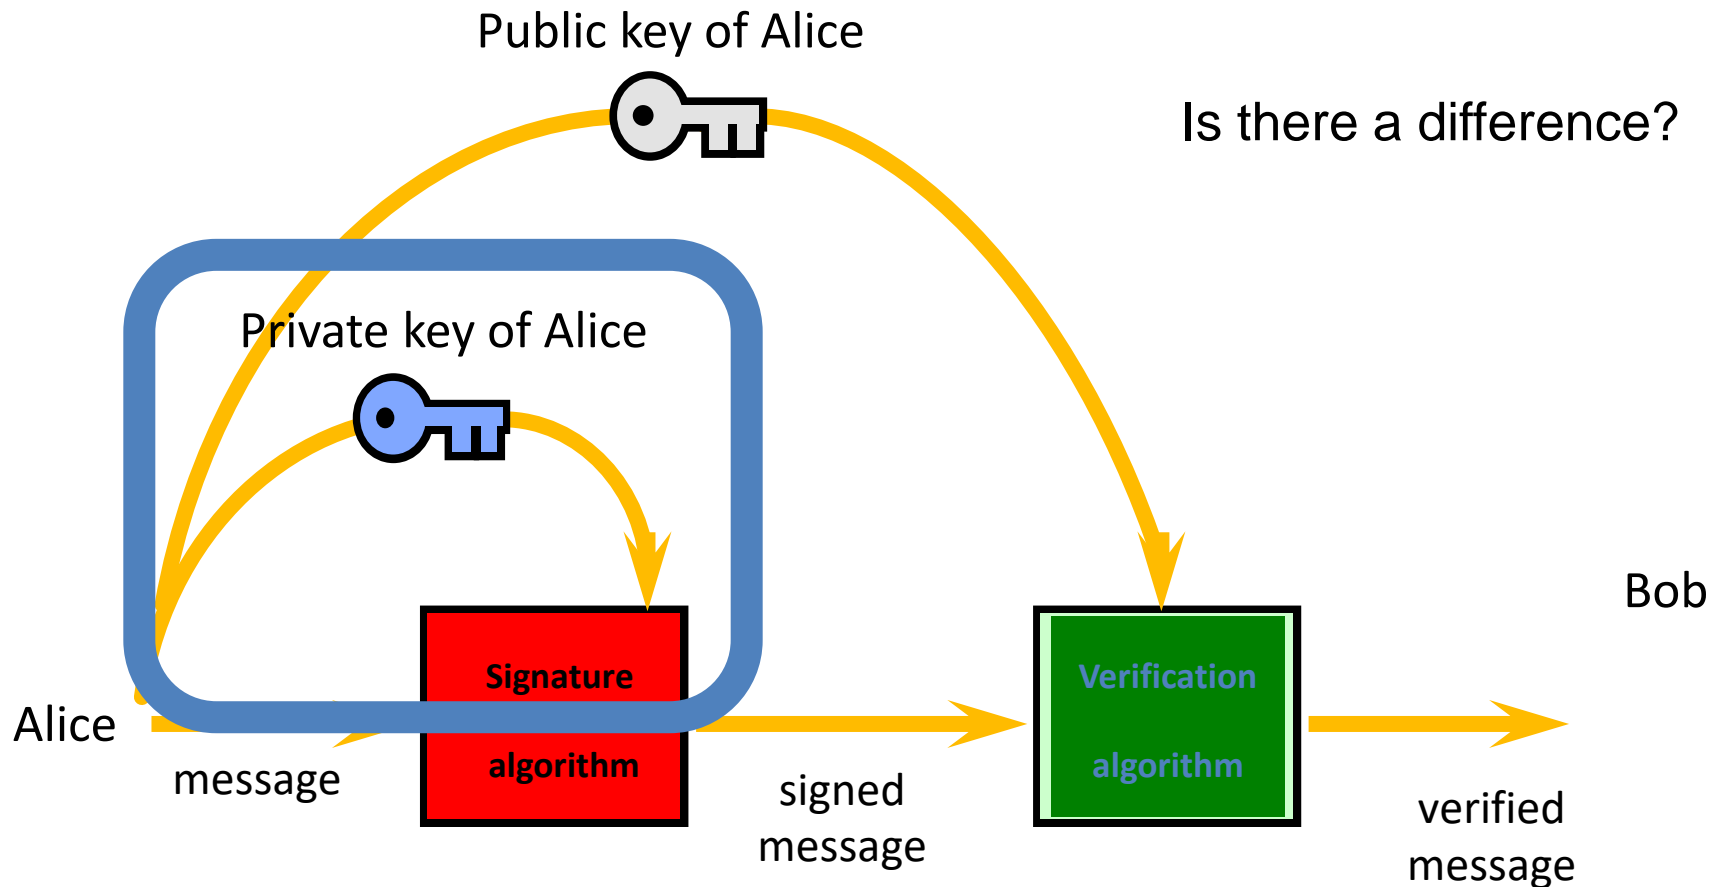 Public key of Alice
Is there a difference?
Private key of Alice
Bob
Signature
algorithm
Verification
algorithm
Alice
message
signed
message
verified
message